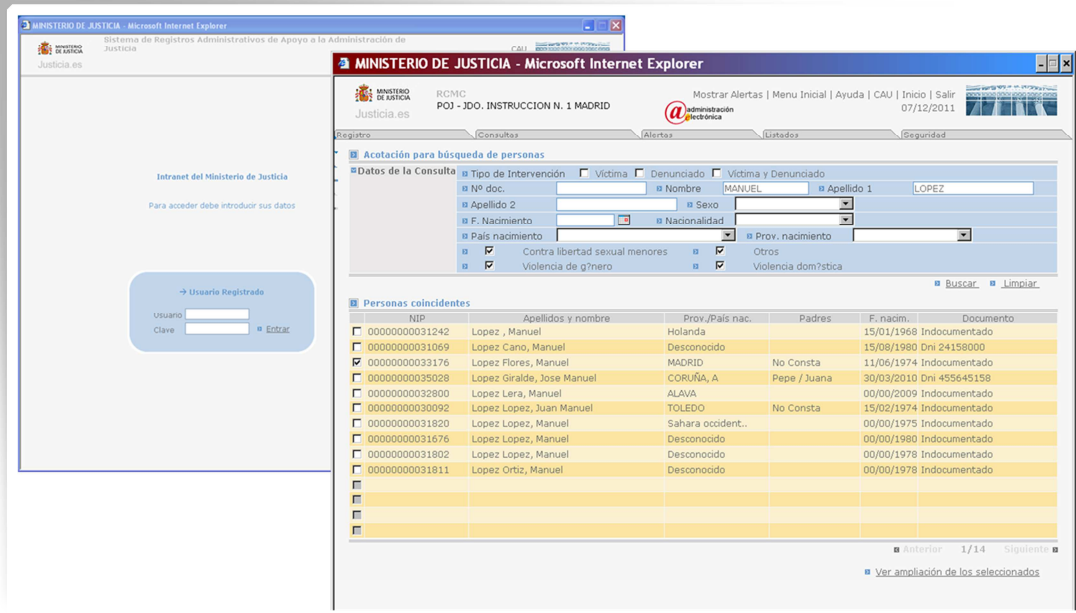 MINISTERIO DE JUSTICIA - Microsoft Internet Explorer
MINISTERIO DE JUSTICIA
Justicia.es
Sistema de Registros Administrativos de Apoyo a la Administración de Justicia
CAU
Intranet del Ministerio de Justicia
Para acceder debe introducir sus datos
Usuario Registrado
Usuario
Clave
Entrar
MINISTERIO DE JUSTICIA - Microsoft Internet Explorer
MINISTERIO DE JUSTICIA
Justicia.es
RCMC
POJ - JDO. INSTRUCCION N. 1 MADRID
administración electrónica
Mostrar Alertas | Menu Inicial | Ayuda | CAU | Inicio | Salir
07/12/2011
Registro Consultas Alertas Listados Seguridad
Acotación para búsqueda de personas
Datos de la Consulta
Tipo de Intervención Víctima Denunciado Víctima y Denunciado
Nº doc. Nombre MANUEL Apellido 1 LOPEZ
Apellido 2 Sexo
F. Nacimiento Nacionalidad
País nacimiento Prov. nacimiento
Contra libertad sexual menores Otros
Violencia de g?nero Violencia dom?stica
Buscar Limpiar
Personas coincidentes
NIP Apellidos y nombre Prov./País nac. Padres F. nacim. Documento
00000000031242 Lopez , Manuel Holanda 15/01/1968 Indocumentado
00000000031069 Lopez Cano, Manuel Desconocido 15/08/1980 Dni 24158000
00000000033176 Lopez Flores, Manuel MADRID No Consta 11/06/1974 Indocumentado
00000000035028 Lopez Giralde, Jose Manuel CORUÑA, A Pepe / Juana 30/03/2010 Dni 455645158
00000000032800 Lopez Lera, Manuel ALAVA 00/00/2009 Indocumentado
00000000030092 Lopez Lopez, Juan Manuel TOLEDO No Consta 15/02/1974 Indocumentado
00000000031820 Lopez Lopez, Manuel Sahara occident.. 00/00/1975 Indocumentado
00000000031676 Lopez Lopez, Manuel Desconocido 00/00/1980 Indocumentado
00000000031802 Lopez Lopez, Manuel Desconocido 00/00/1978 Indocumentado
00000000031811 Lopez Ortiz, Manuel Desconocido 00/00/1978 Indocumentado
Anterior 1/14 Siguiente
Ver ampliación de los seleccionados